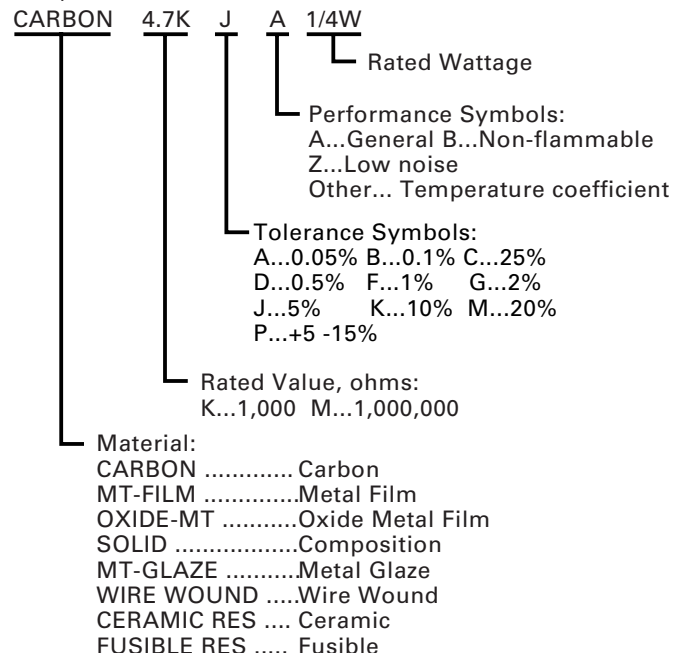 CARBON 4.7K J A 1/4W
Rated Wattage
Performance Symbols:
A...General B...Non-flammable
Z...Low noise
Other... Temperature coefficient
Tolerance Symbols:
A...0.05% B...0.1% C...25%
D...0.5% F...1% G...2%
J...5% K...10% M...20%
P...+5 -15%
Rated Value, ohms:
K...1,000 M...1,000,000
Material:
CARBON ............. Carbon
MT-FILM ..............Metal Film
OXIDE-MT ...........Oxide Metal Film
SOLID ..................Composition
MT-GLAZE ...........Metal Glaze
WIRE WOUND .....Wire Wound
CERAMIC RES .... Ceramic
FUSIBLE RES ..... Fusible